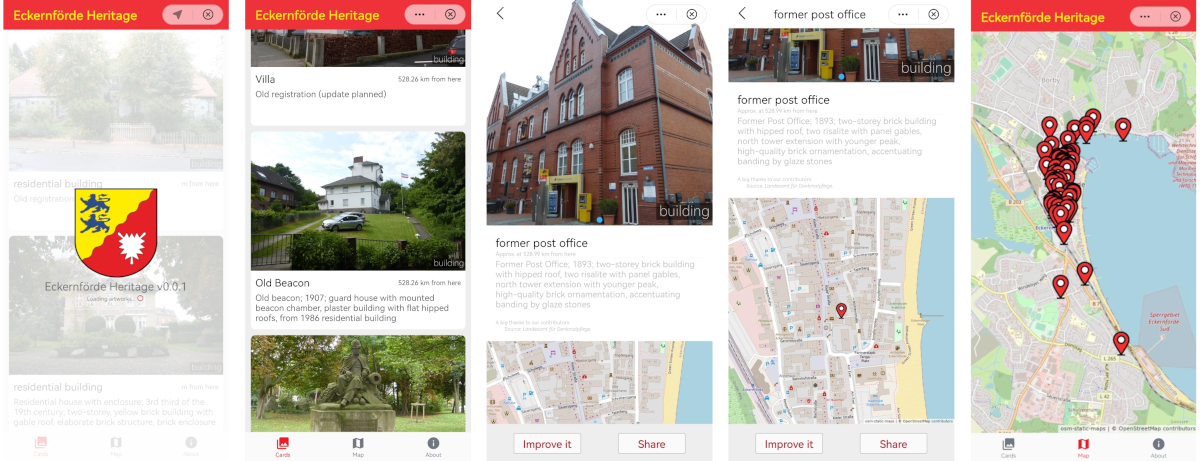 Eckernförde Heritage
building
residential building
m from here
Old registration
Eckernförde Heritage v0.0.1
Loading artworks...
building
residential building
m from here
Residential house with enclosure; 3rd third of the
19th century; two-storey, yellow brick building with
gable roof, elaborate brick structure, brick enclosure
Cards
Map
About
Eckernförde Heritage
building
Villa
528.26 km from here
Old registration (update planned)
building
Old Beacon
528.26 km from here
Old beacon; 1907; guard house with mounted
beacon chamber, plaster building with flat hipped
roofs, from 1986 residential building
Cards
Map
About
building
former post office
Approx. at 528.99 km from here
Former Post Office; 1893; two-storey brick building
with hipped roof, two risalite with panel gables,
north tower extension with younger peak,
high-quality brick ornamentation, accentuating
banding by glaze stones
A big thanks to our contributors:
Source: Landesamt für Denkmalpflege,
Improve it
Share
former post office
building
former post office
Approx. at 528.99 km from here
Former Post Office; 1893; two-storey brick building
with hipped roof, two risalite with panel gables,
north tower extension with younger peak,
high-quality brick ornamentation, accentuating
banding by glaze stones
A big thanks to our contributors:
Source: Landesamt für Denkmalpflege,
osm-static-maps | © OpenStreetMap contributors
Improve it
Share
Eckernförde Heritage
Borby
B 203
Sperrgebiet
Eckernförde
Süd
L 265
L 42
B 76
osm-static-maps | © OpenStreetMap contributors
Cards
Map
About